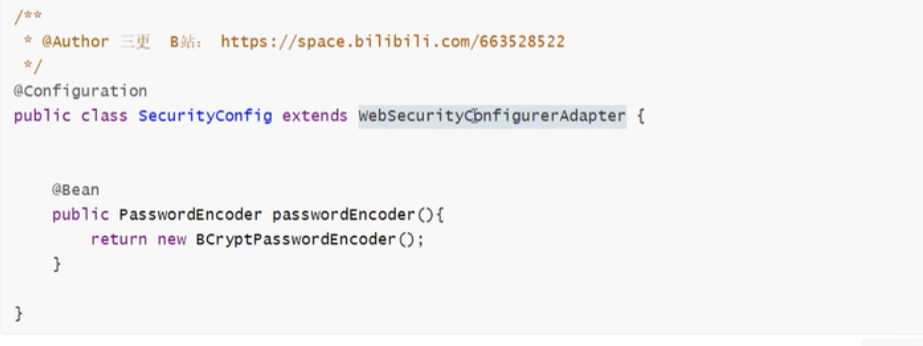 /**
 * @Author 三更  B站： https://space.bilibili.com/663528522
 */
@Configuration
public class SecurityConfig extends WebSecurityConfigurerAdapter {
    @Bean
    public PasswordEncoder passwordEncoder(){
        return new BCryptPasswordEncoder();
    }
}